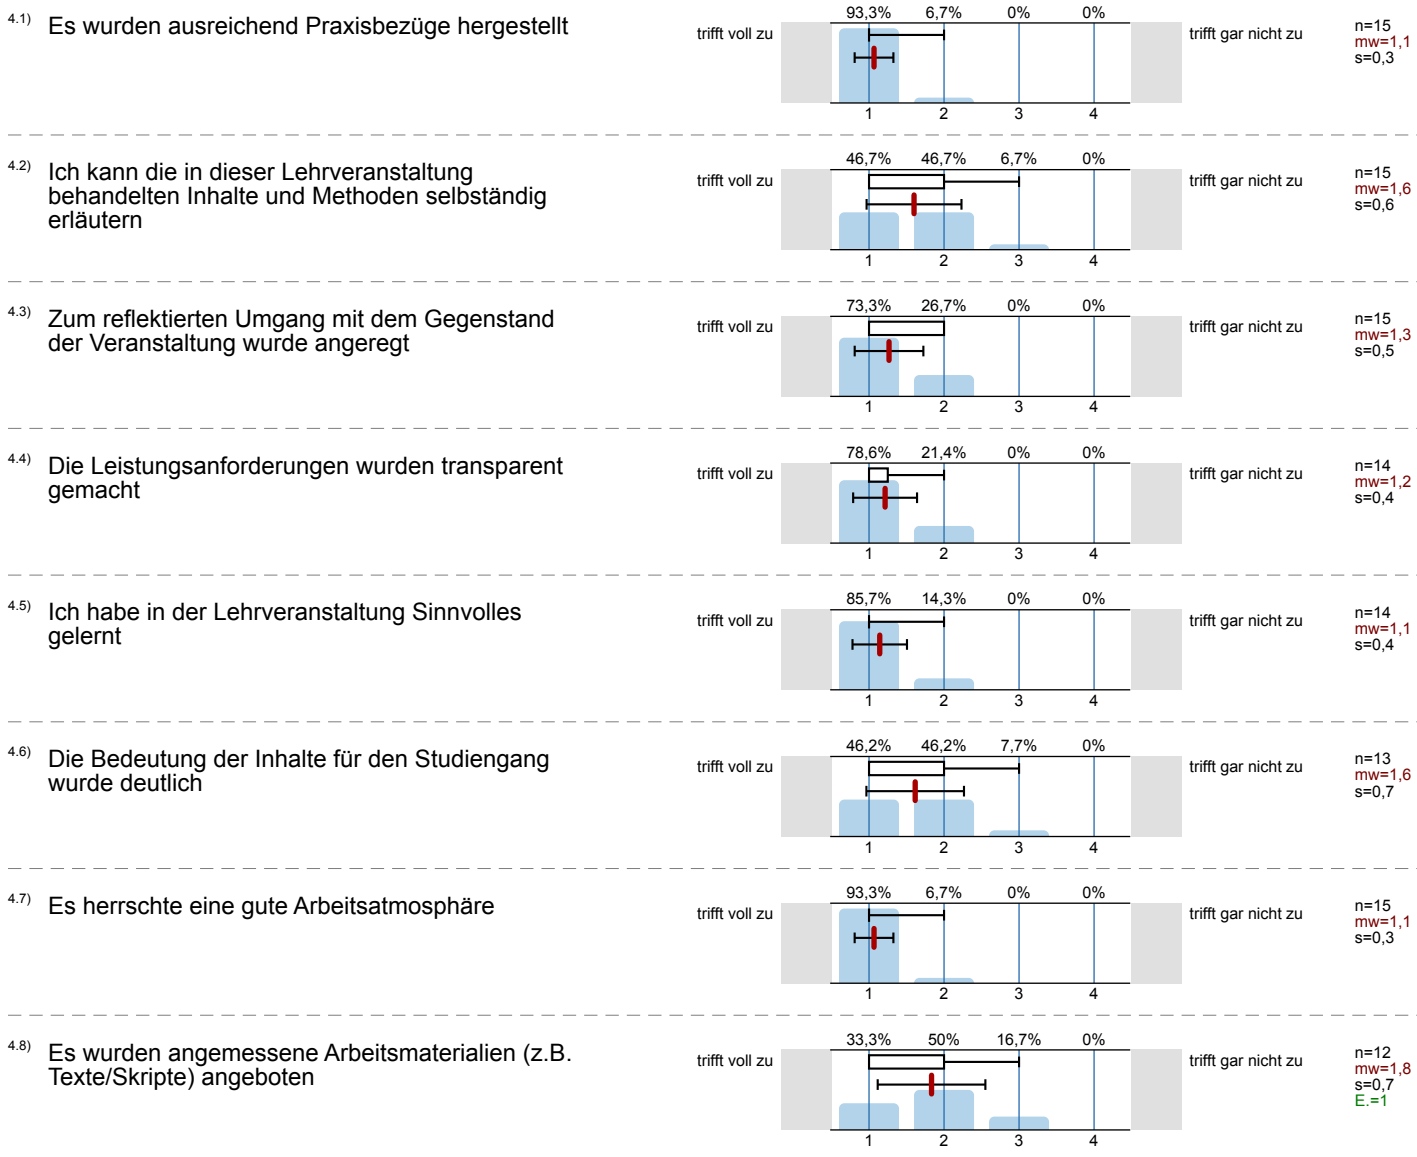 4.1) Es wurden ausreichend Praxisbezüge hergestellt
93,3% 6,7% 0% 0%
trifft voll zu
trifft gar nicht zu
n=15
mw=1,1
s=0,3
1 2 3 4
4.2) Ich kann die in dieser Lehrveranstaltung
behandelten Inhalte und Methoden selbständig
erläutern
46,7% 46,7% 6,7% 0%
trifft voll zu
trifft gar nicht zu
n=15
mw=1,6
s=0,6
1 2 3 4
4.3) Zum reflektierten Umgang mit dem Gegenstand
der Veranstaltung wurde angeregt
73,3% 26,7% 0% 0%
trifft voll zu
trifft gar nicht zu
n=15
mw=1,3
s=0,5
1 2 3 4
4.4) Die Leistungsanforderungen wurden transparent
gemacht
78,6% 21,4% 0% 0%
trifft voll zu
trifft gar nicht zu
n=14
mw=1,2
s=0,4
1 2 3 4
4.5) Ich habe in der Lehrveranstaltung Sinnvolles
gelernt
85,7% 14,3% 0% 0%
trifft voll zu
trifft gar nicht zu
n=14
mw=1,1
s=0,4
1 2 3 4
4.6) Die Bedeutung der Inhalte für den Studiengang
wurde deutlich
46,2% 46,2% 7,7% 0%
trifft voll zu
trifft gar nicht zu
n=13
mw=1,6
s=0,7
1 2 3 4
4.7) Es herrschte eine gute Arbeitsatmosphäre
93,3% 6,7% 0% 0%
trifft voll zu
trifft gar nicht zu
n=15
mw=1,1
s=0,3
1 2 3 4
4.8) Es wurden angemessene Arbeitsmaterialien (z.B.
Texte/Skripte) angeboten
33,3% 50% 16,7% 0%
trifft voll zu
trifft gar nicht zu
n=12
mw=1,8
s=0,7
E.=1
1 2 3 4